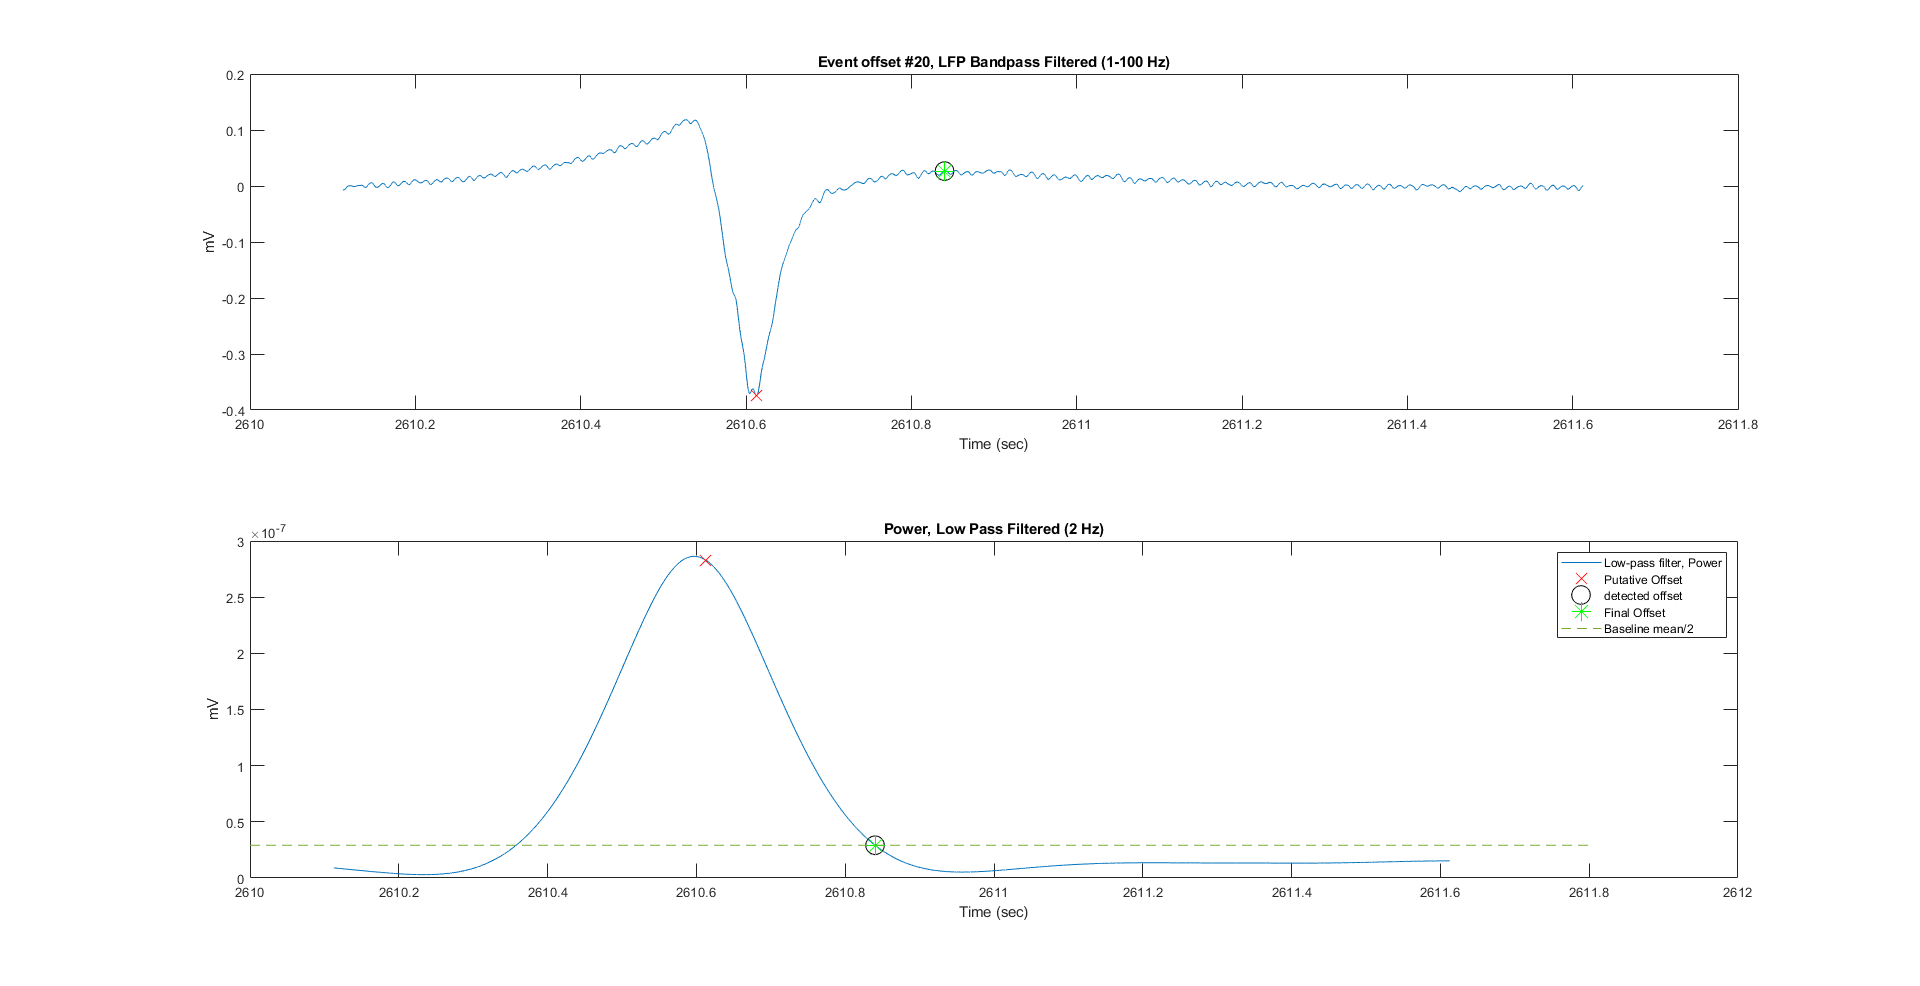 Event offset #20, LFP Bandpass Filtered (1-100 Hz)
0.2
0.1
0
-0.1
-0.2
-0.3
-0.4
mV
2610 2610.2 2610.4 2610.6 2610.8 2611 2611.2 2611.4 2611.6 2611.8
Time (sec)
Power, Low Pass Filtered (2 Hz)
×10-7
3
2.5
2
1.5
1
0.5
0
mV
Low-pass filter, Power
Putative Offset
detected offset
Final Offset
Baseline mean/2
2610 2610.2 2610.4 2610.6 2610.8 2611 2611.2 2611.4 2611.6 2611.8 2612
Time (sec)